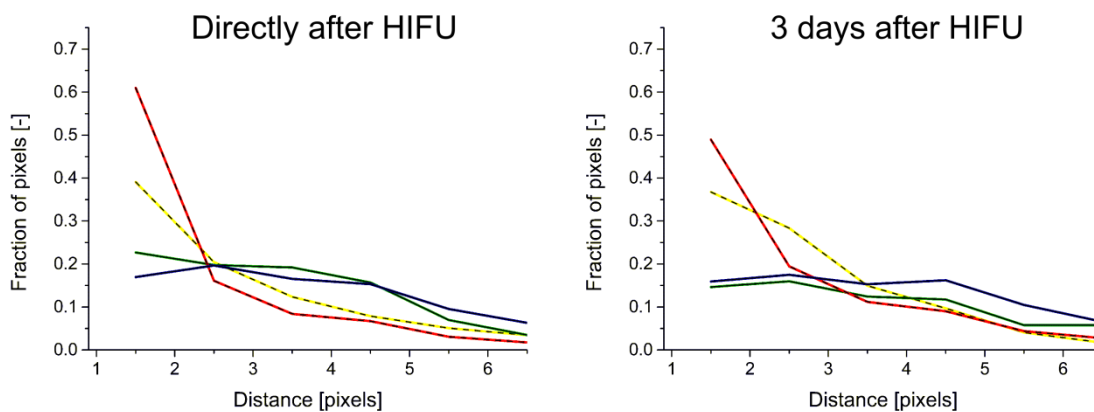 Directly after HIFU
0.7
0.6
0.5
0.4
0.3
0.2
0.1
0.0
Fraction of pixels [-]
1 2 3 4 5 6
Distance [pixels]
3 days after HIFU
0.7
0.6
0.5
0.4
0.3
0.2
0.1
0.0
Fraction of pixels [-]
1 2 3 4 5 6
Distance [pixels]